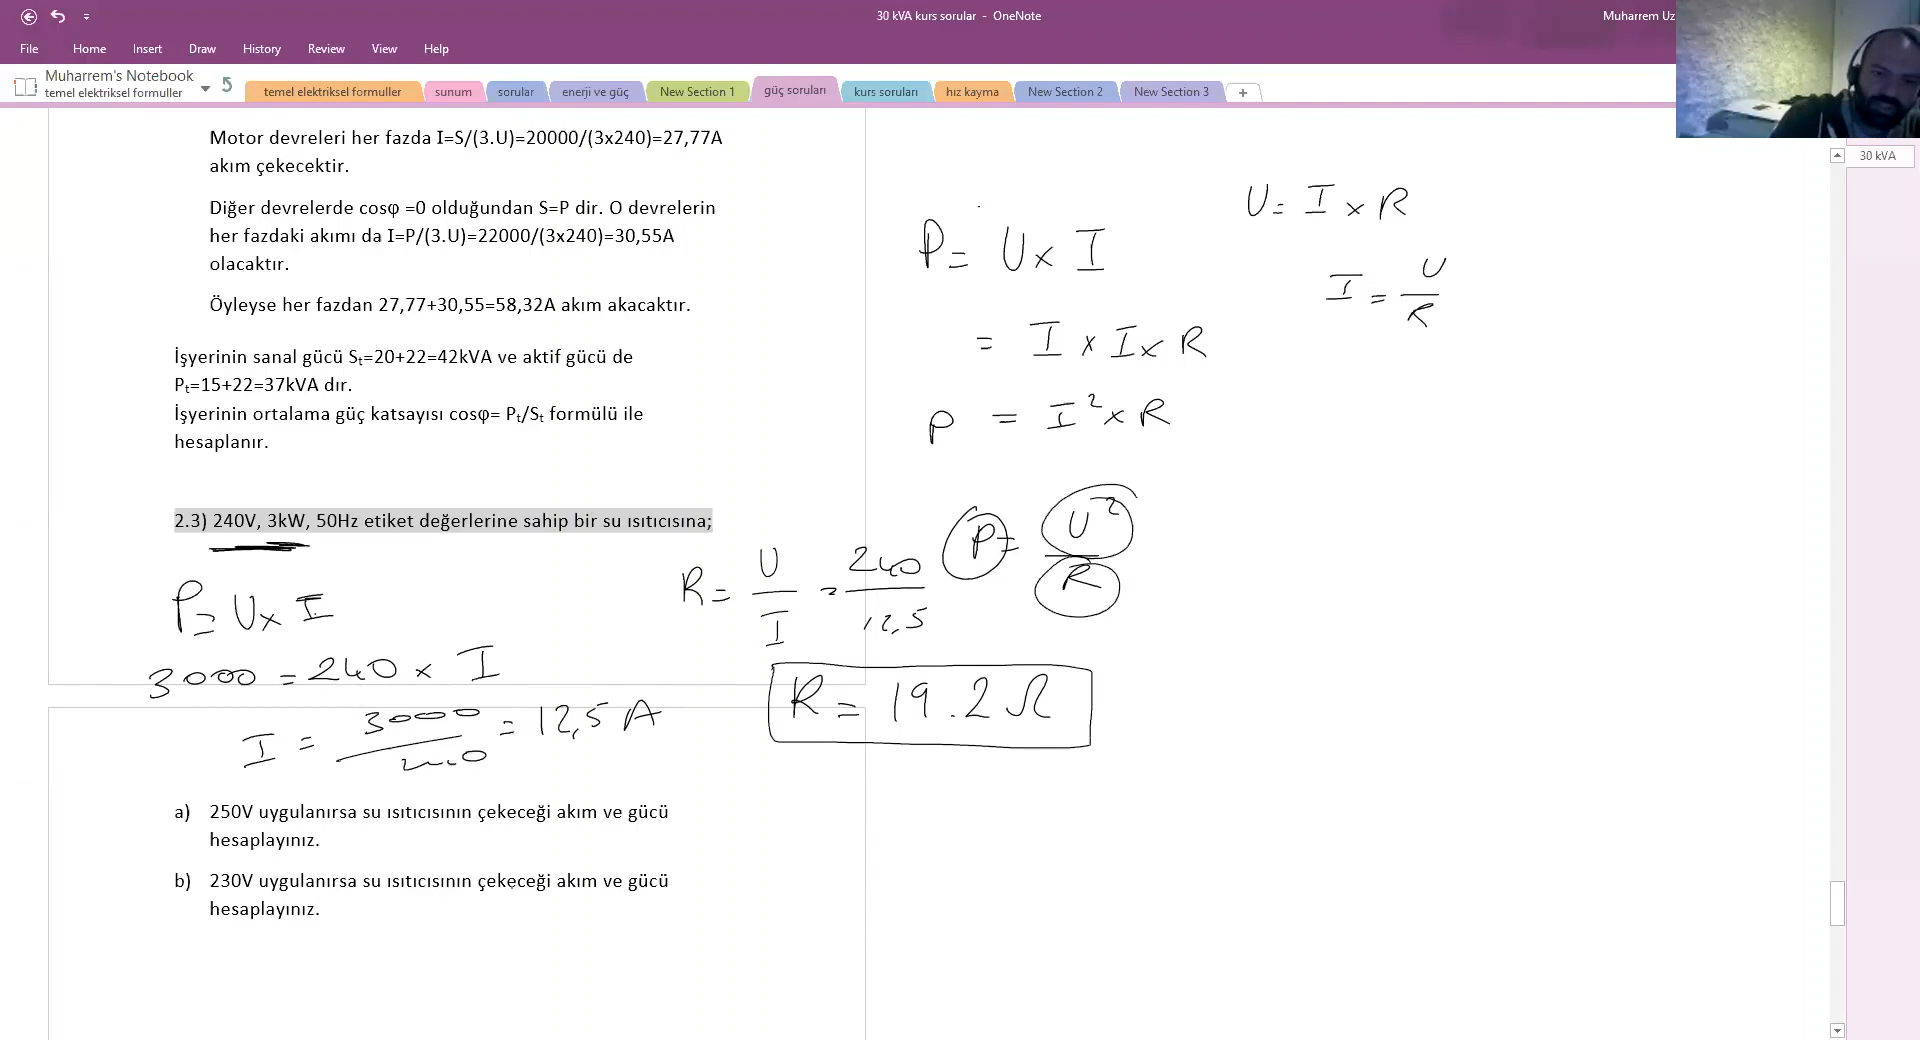 30 kVA kurs sorular - OneNote
Muharrem Uz
File Home Insert Draw History Review View Help
Muharrem's Notebook
temel elektriksel formuller
temel elektriksel formuller sunum sorular enerji ve güç New Section 1 güç soruları kurs soruları hız kayma New Section 2 New Section 3 +
30 kVA
Motor devreleri her fazda I=S/(3.U)=20000/(3x240)=27,77A
akım çekecektir.
Diğer devrelerde cosφ =0 olduğundan S=P dir. O devrelerin
her fazdaki akımı da I=P/(3.U)=22000/(3x240)=30,55A
olacaktır.
Öyleyse her fazdan 27,77+30,55=58,32A akım akacaktır.
İşyerinin sanal gücü Sₜ=20+22=42kVA ve aktif gücü de
Pₜ=15+22=37kVA dır.
İşyerinin ortalama güç katsayısı cosφ= Pₜ/Sₜ formülü ile
hesaplanır.
2.3) 240V, 3kW, 50Hz etiket değerlerine sahip bir su ısıtıcısına;
P= U x I
3000 = 240 x I
I = 3000/240 = 12,5 A
R = U/I = 240/12,5
R = 19.2 Ω
P= U x I
= I x I x R
P = I² x R
P = U²/R
U = I x R
I = U/R
a) 250V uygulanırsa su ısıtıcısının çekeceği akım ve gücü
hesaplayınız.
b) 230V uygulanırsa su ısıtıcısının çekeceği akım ve gücü
hesaplayınız.